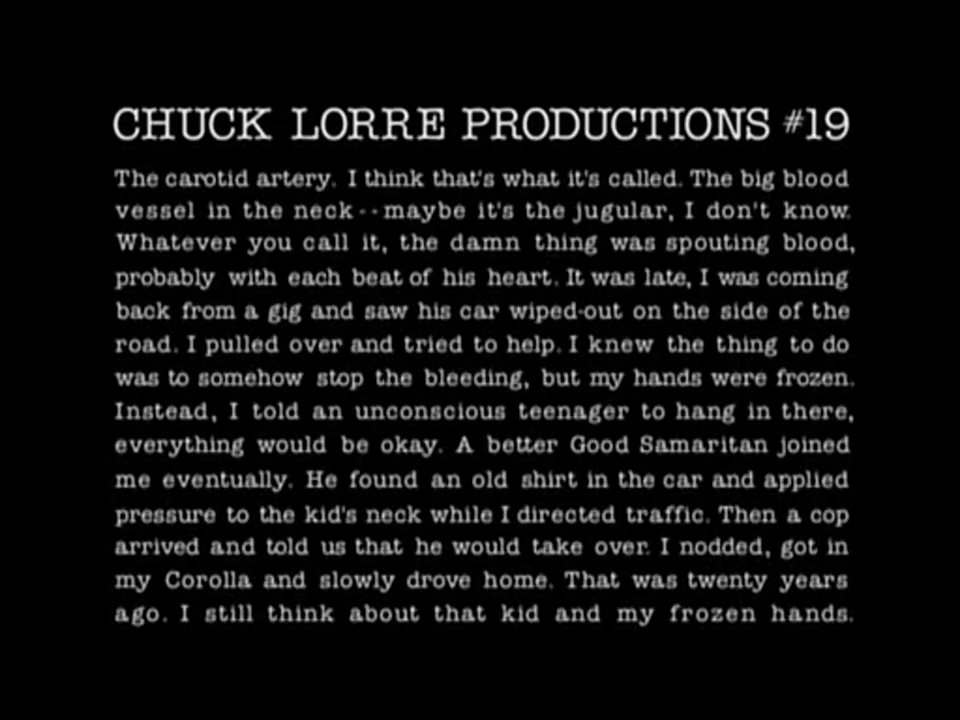 CHUCK LORRE PRODUCTIONS #19
The carotid artery. I think that's what it's called. The big blood
vessel in the neck--maybe it's the jugular, I don't know.
Whatever you call it, the damn thing was spouting blood,
probably with each beat of his heart. It was late, I was coming
back from a gig and saw his car wiped-out on the side of the
road. I pulled over and tried to help. I knew the thing to do
was to somehow stop the bleeding, but my hands were frozen.
Instead, I told an unconscious teenager to hang in there,
everything would be okay. A better Good Samaritan joined
me eventually. He found an old shirt in the car and applied
pressure to the kid's neck while I directed traffic. Then a cop
arrived and told us that he would take over. I nodded, got in
my Corolla and slowly drove home. That was twenty years
ago. I still think about that kid and my frozen hands.